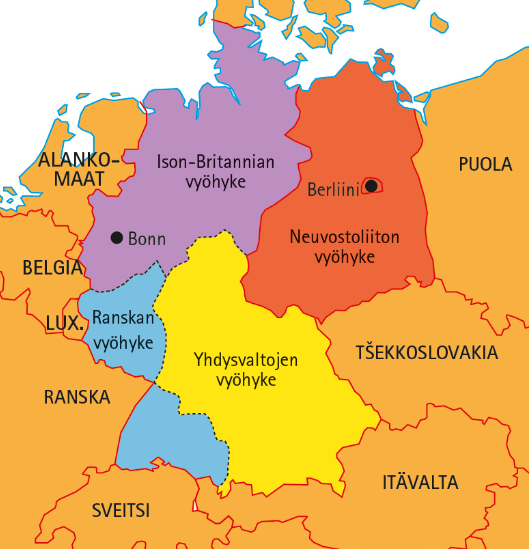 ALANKO-
MAAT
Ison-Britannian
vyöhyke
PUOLA
Berliini
Bonn
Neuvostoliiton
vyöhyke
BELGIA
LUX.
Ranskan
vyöhyke
Yhdysvaltojen
vyöhyke
TŠEKKOSLOVAKIA
RANSKA
ITÄVALTA
SVEITSI